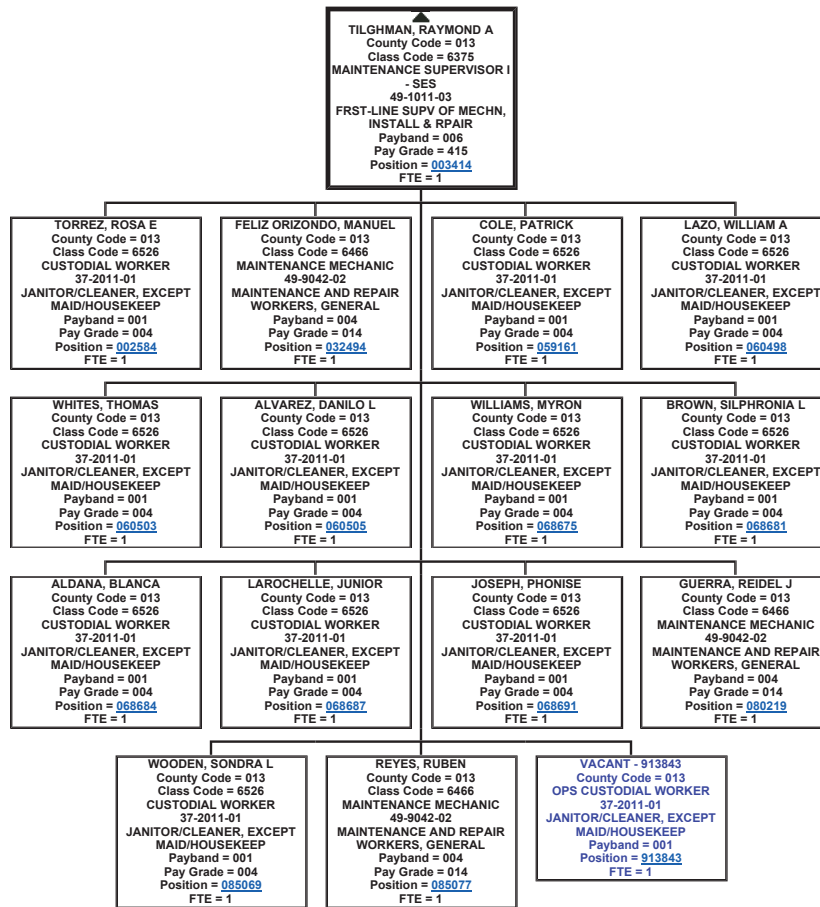 TILGHMAN, RAYMOND A
County Code = 013
Class Code = 6375
MAINTENANCE SUPERVISOR I
- SES
49-1011-03
FRST-LINE SUPV OF MECHN,
INSTALL & RPAIR
Payband = 006
Pay Grade = 415
Position = 003414
FTE = 1
TORREZ, ROSA E
County Code = 013
Class Code = 6526
CUSTODIAL WORKER
37-2011-01
JANITOR/CLEANER, EXCEPT
MAID/HOUSEKEEP
Payband = 001
Pay Grade = 004
Position = 002584
FTE = 1
FELIZ ORIZONDO, MANUEL
County Code = 013
Class Code = 6466
MAINTENANCE MECHANIC
49-9042-02
MAINTENANCE AND REPAIR
WORKERS, GENERAL
Payband = 004
Pay Grade = 014
Position = 032494
FTE = 1
COLE, PATRICK
County Code = 013
Class Code = 6526
CUSTODIAL WORKER
37-2011-01
JANITOR/CLEANER, EXCEPT
MAID/HOUSEKEEP
Payband = 001
Pay Grade = 004
Position = 059161
FTE = 1
LAZO, WILLIAM A
County Code = 013
Class Code = 6526
CUSTODIAL WORKER
37-2011-01
JANITOR/CLEANER, EXCEPT
MAID/HOUSEKEEP
Payband = 001
Pay Grade = 004
Position = 060498
FTE = 1
WHITES, THOMAS
County Code = 013
Class Code = 6526
CUSTODIAL WORKER
37-2011-01
JANITOR/CLEANER, EXCEPT
MAID/HOUSEKEEP
Payband = 001
Pay Grade = 004
Position = 060503
FTE = 1
ALVAREZ, DANILO L
County Code = 013
Class Code = 6526
CUSTODIAL WORKER
37-2011-01
JANITOR/CLEANER, EXCEPT
MAID/HOUSEKEEP
Payband = 001
Pay Grade = 004
Position = 060505
FTE = 1
WILLIAMS, MYRON
County Code = 013
Class Code = 6526
CUSTODIAL WORKER
37-2011-01
JANITOR/CLEANER, EXCEPT
MAID/HOUSEKEEP
Payband = 001
Pay Grade = 004
Position = 068675
FTE = 1
BROWN, SILPHRONIA L
County Code = 013
Class Code = 6526
CUSTODIAL WORKER
37-2011-01
JANITOR/CLEANER, EXCEPT
MAID/HOUSEKEEP
Payband = 001
Pay Grade = 004
Position = 068681
FTE = 1
ALDANA, BLANCA
County Code = 013
Class Code = 6526
CUSTODIAL WORKER
37-2011-01
JANITOR/CLEANER, EXCEPT
MAID/HOUSEKEEP
Payband = 001
Pay Grade = 004
Position = 068684
FTE = 1
LAROCHELLE, JUNIOR
County Code = 013
Class Code = 6526
CUSTODIAL WORKER
37-2011-01
JANITOR/CLEANER, EXCEPT
MAID/HOUSEKEEP
Payband = 001
Pay Grade = 004
Position = 068687
FTE = 1
JOSEPH, PHONISE
County Code = 013
Class Code = 6526
CUSTODIAL WORKER
37-2011-01
JANITOR/CLEANER, EXCEPT
MAID/HOUSEKEEP
Payband = 001
Pay Grade = 004
Position = 068691
FTE = 1
GUERRA, REIDEL J
County Code = 013
Class Code = 6466
MAINTENANCE MECHANIC
49-9042-02
MAINTENANCE AND REPAIR
WORKERS, GENERAL
Payband = 004
Pay Grade = 014
Position = 080219
FTE = 1
WOODEN, SONDRA L
County Code = 013
Class Code = 6526
CUSTODIAL WORKER
37-2011-01
JANITOR/CLEANER, EXCEPT
MAID/HOUSEKEEP
Payband = 001
Pay Grade = 004
Position = 085069
FTE = 1
REYES, RUBEN
County Code = 013
Class Code = 6466
MAINTENANCE MECHANIC
49-9042-02
MAINTENANCE AND REPAIR
WORKERS, GENERAL
Payband = 004
Pay Grade = 014
Position = 085077
FTE = 1
VACANT - 913843
County Code = 013
OPS CUSTODIAL WORKER
37-2011-01
JANITOR/CLEANER, EXCEPT
MAID/HOUSEKEEP
Payband = 001
Position = 913843
FTE = 1